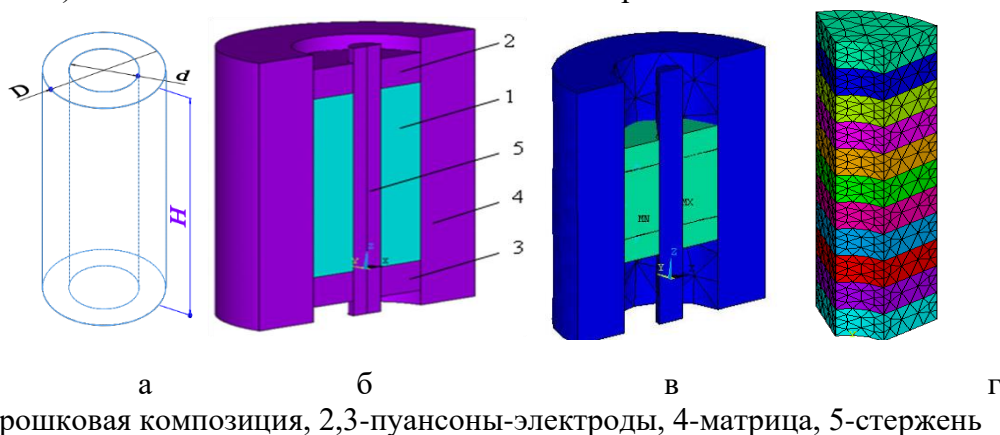 D
d
H
2
1
5
4
3
Z
Y
X
MN
MX
Z
Y
а б в г
рошковая композиция, 2,3-пуансоны-электроды, 4-матрица, 5-стержень